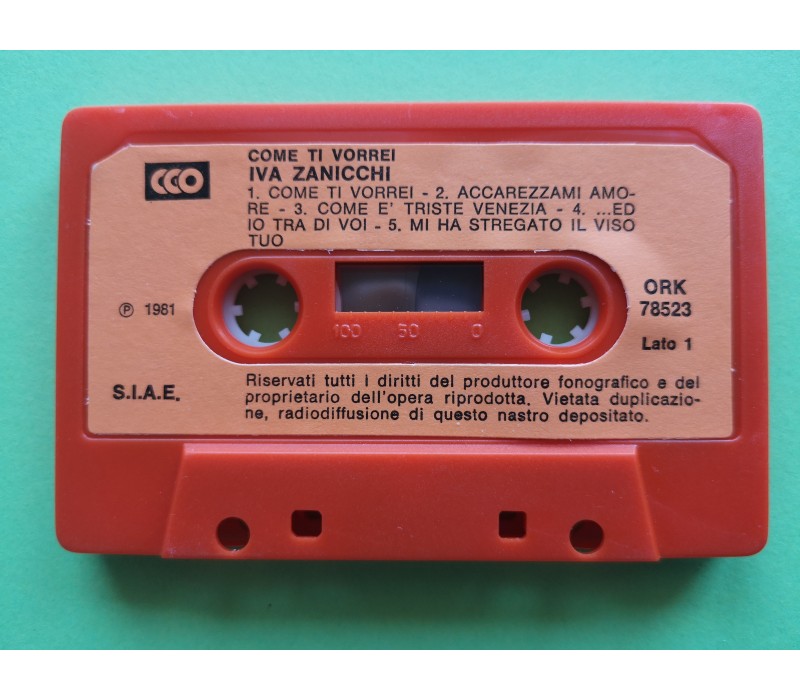 CGO
COME TI VORREI
IVA ZANICCHI
1. COME TI VORREI - 2. ACCAREZZAMI AMO-
RE - 3. COME E' TRISTE VENEZIA - 4. ...ED
IO TRA DI VOI - 5. MI HA STREGATO IL VISO
TUO
ORK
78523
℗ 1981
100 50 0
Lato 1
S.I.A.E.
Riservati tutti i diritti del produttore fonografico e del
proprietario dell'opera riprodotta. Vietata duplicazio-
ne, radiodiffusione di questo nastro depositato.